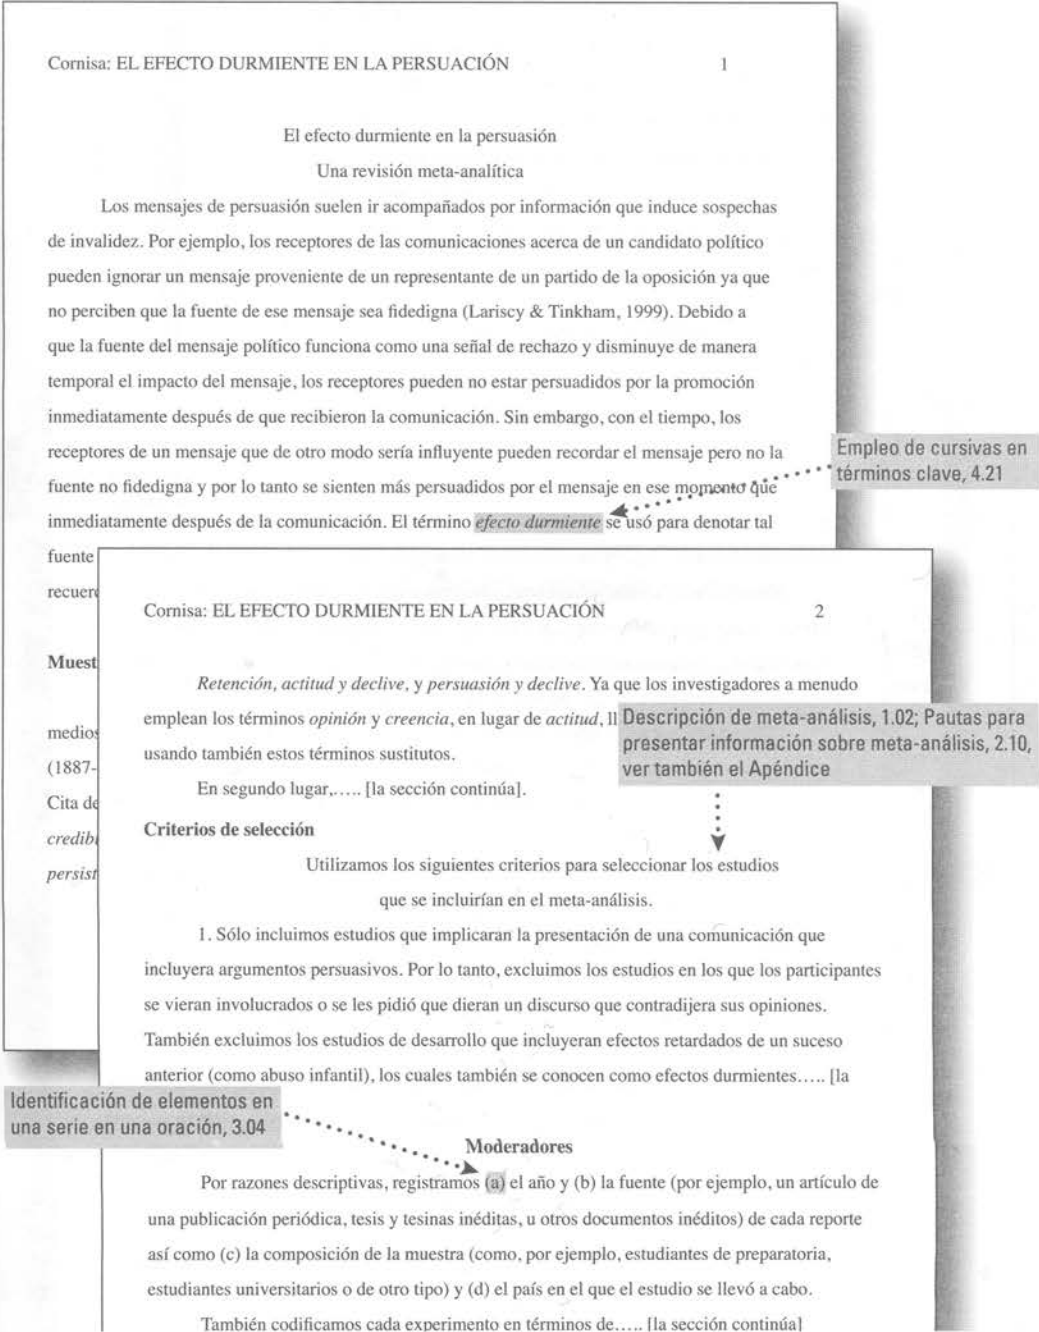 Cornisa: EL EFECTO DURMIENTE EN LA PERSUACIÓN 1
El efecto durmiente en la persuasión
Una revisión meta-analítica
Los mensajes de persuasión suelen ir acompañados por información que induce sospechas
de invalidez. Por ejemplo, los receptores de las comunicaciones acerca de un candidato político
pueden ignorar un mensaje proveniente de un representante de un partido de la oposición ya que
no perciben que la fuente de ese mensaje sea fidedigna (Lariscy & Tinkham, 1999). Debido a
que la fuente del mensaje político funciona como una señal de rechazo y disminuye de manera
temporal el impacto del mensaje, los receptores pueden no estar persuadidos por la promoción
inmediatamente después de que recibieron la comunicación. Sin embargo, con el tiempo, los
receptores de un mensaje que de otro modo sería influyente pueden recordar el mensaje pero no la
fuente no fidedigna y por lo tanto se sienten más persuadidos por el mensaje en ese momento que
inmediatamente después de la comunicación. El término efecto durmiente se usó para denotar tal
fuente
recuer
Muest
medios
(1887-
Cita de
credibi
persist
Empleo de cursivas en
términos clave, 4.21
Cornisa: EL EFECTO DURMIENTE EN LA PERSUACIÓN 2
Retención, actitud y declive, y persuasión y declive. Ya que los investigadores a menudo
emplean los términos opinión y creencia, en lugar de actitud, ll
usando también estos términos sustitutos.
En segundo lugar,..... [la sección continúa].
Descripción de meta-análisis, 1.02; Pautas para
presentar información sobre meta-análisis, 2.10,
ver también el Apéndice
Criterios de selección
Utilizamos los siguientes criterios para seleccionar los estudios
que se incluirían en el meta-análisis.
1. Sólo incluimos estudios que implicaran la presentación de una comunicación que
incluyera argumentos persuasivos. Por lo tanto, excluimos los estudios en los que los participantes
se vieran involucrados o se les pidió que dieran un discurso que contradijera sus opiniones.
También excluimos los estudios de desarrollo que incluyeran efectos retardados de un suceso
anterior (como abuso infantil), los cuales también se conocen como efectos durmientes..... [la
Identificación de elementos en
una serie en una oración, 3.04
Moderadores
Por razones descriptivas, registramos (a) el año y (b) la fuente (por ejemplo, un artículo de
una publicación periódica, tesis y tesinas inéditas, u otros documentos inéditos) de cada reporte
así como (c) la composición de la muestra (como, por ejemplo, estudiantes de preparatoria,
estudiantes universitarios o de otro tipo) y (d) el país en el que el estudio se llevó a cabo.
También codificamos cada experimento en términos de..... [la sección continúa]